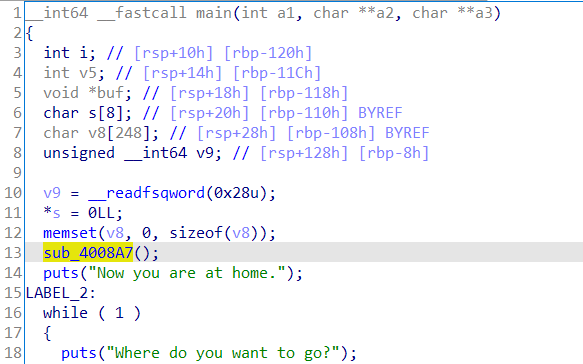 1 __int64 __fastcall main(int a1, char **a2, char **a3)
2 {
3 int i; // [rsp+10h] [rbp-120h]
4 int v5; // [rsp+14h] [rbp-11Ch]
5 void *buf; // [rsp+18h] [rbp-118h]
6 char s[8]; // [rsp+20h] [rbp-110h] BYREF
7 char v8[248]; // [rsp+28h] [rbp-108h] BYREF
8 unsigned __int64 v9; // [rsp+128h] [rbp-8h]
9
10 v9 = __readfsqword(0x28u);
11 *s = 0LL;
12 memset(v8, 0, sizeof(v8));
13 sub_4008A7();
14 puts("Now you are at home.");
15 LABEL_2:
16 while ( 1 )
17 {
18 puts("Where do you want to go?");